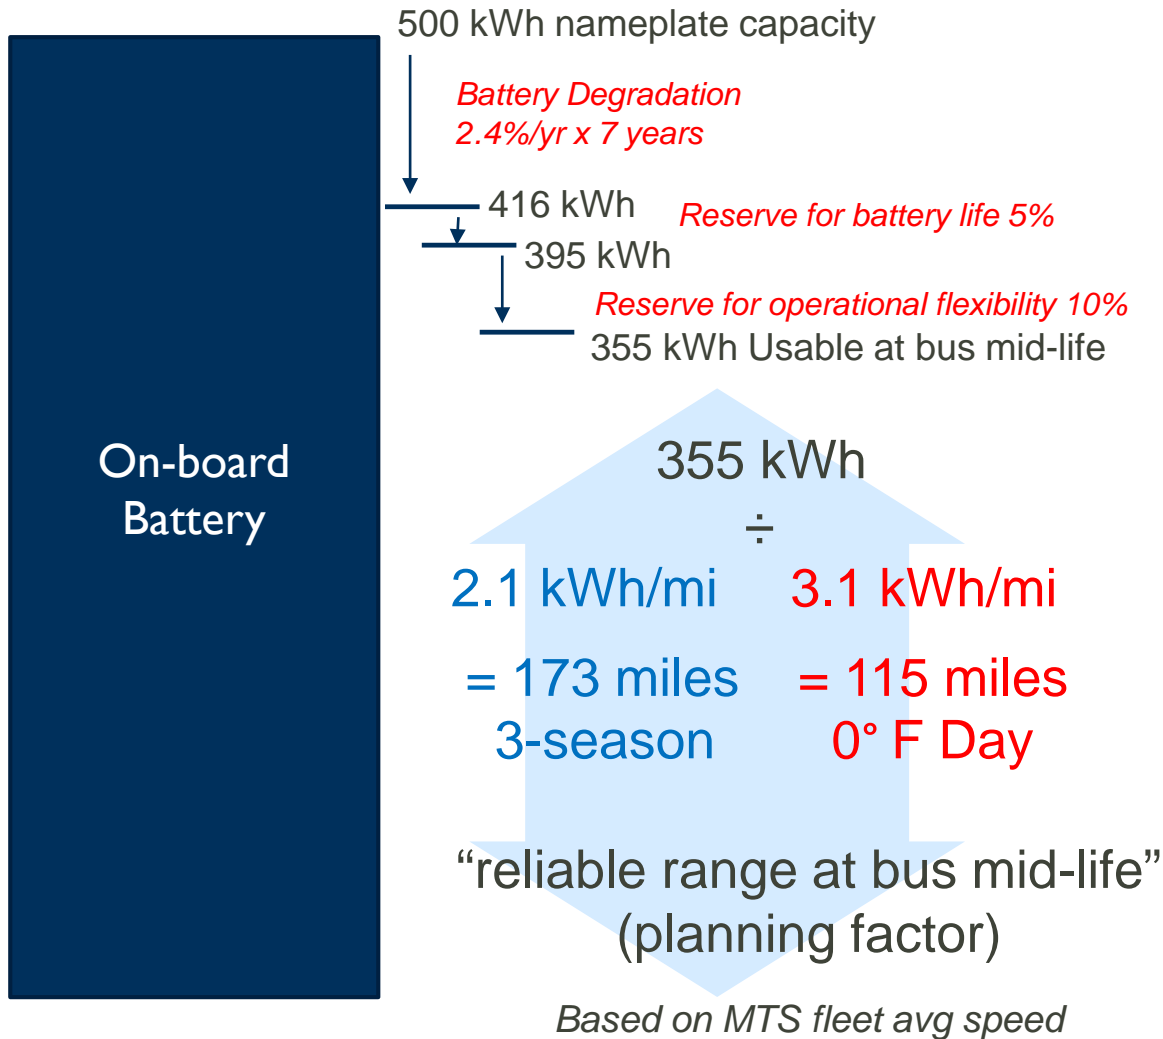 500 kWh nameplate capacity
Battery Degradation
2.4%/yr x 7 years
416 kWh
Reserve for battery life 5%
395 kWh
Reserve for operational flexibility 10%
355 kWh Usable at bus mid-life
On-board
Battery
355 kWh
÷
2.1 kWh/mi 3.1 kWh/mi
= 173 miles = 115 miles
3-season 0° F Day
“reliable range at bus mid-life”
(planning factor)
Based on MTS fleet avg speed